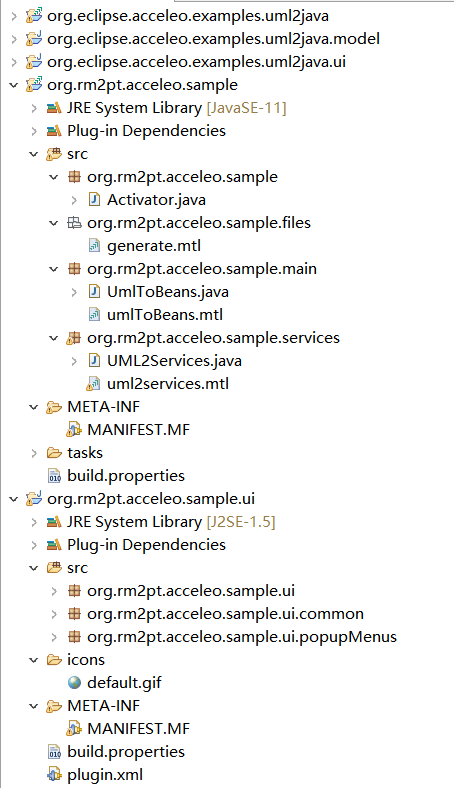 org.eclipse.acceleo.examples.uml2java
org.eclipse.acceleo.examples.uml2java.model
org.eclipse.acceleo.examples.uml2java.ui
org.rm2pt.acceleo.sample
JRE System Library [JavaSE-11]
Plug-in Dependencies
src
org.rm2pt.acceleo.sample
Activator.java
org.rm2pt.acceleo.sample.files
generate.mtl
org.rm2pt.acceleo.sample.main
UmlToBeans.java
umlToBeans.mtl
org.rm2pt.acceleo.sample.services
UML2Services.java
uml2services.mtl
META-INF
MANIFEST.MF
tasks
build.properties
org.rm2pt.acceleo.sample.ui
JRE System Library [J2SE-1.5]
Plug-in Dependencies
src
org.rm2pt.acceleo.sample.ui
org.rm2pt.acceleo.sample.ui.common
org.rm2pt.acceleo.sample.ui.popupMenus
icons
default.gif
META-INF
MANIFEST.MF
build.properties
plugin.xml